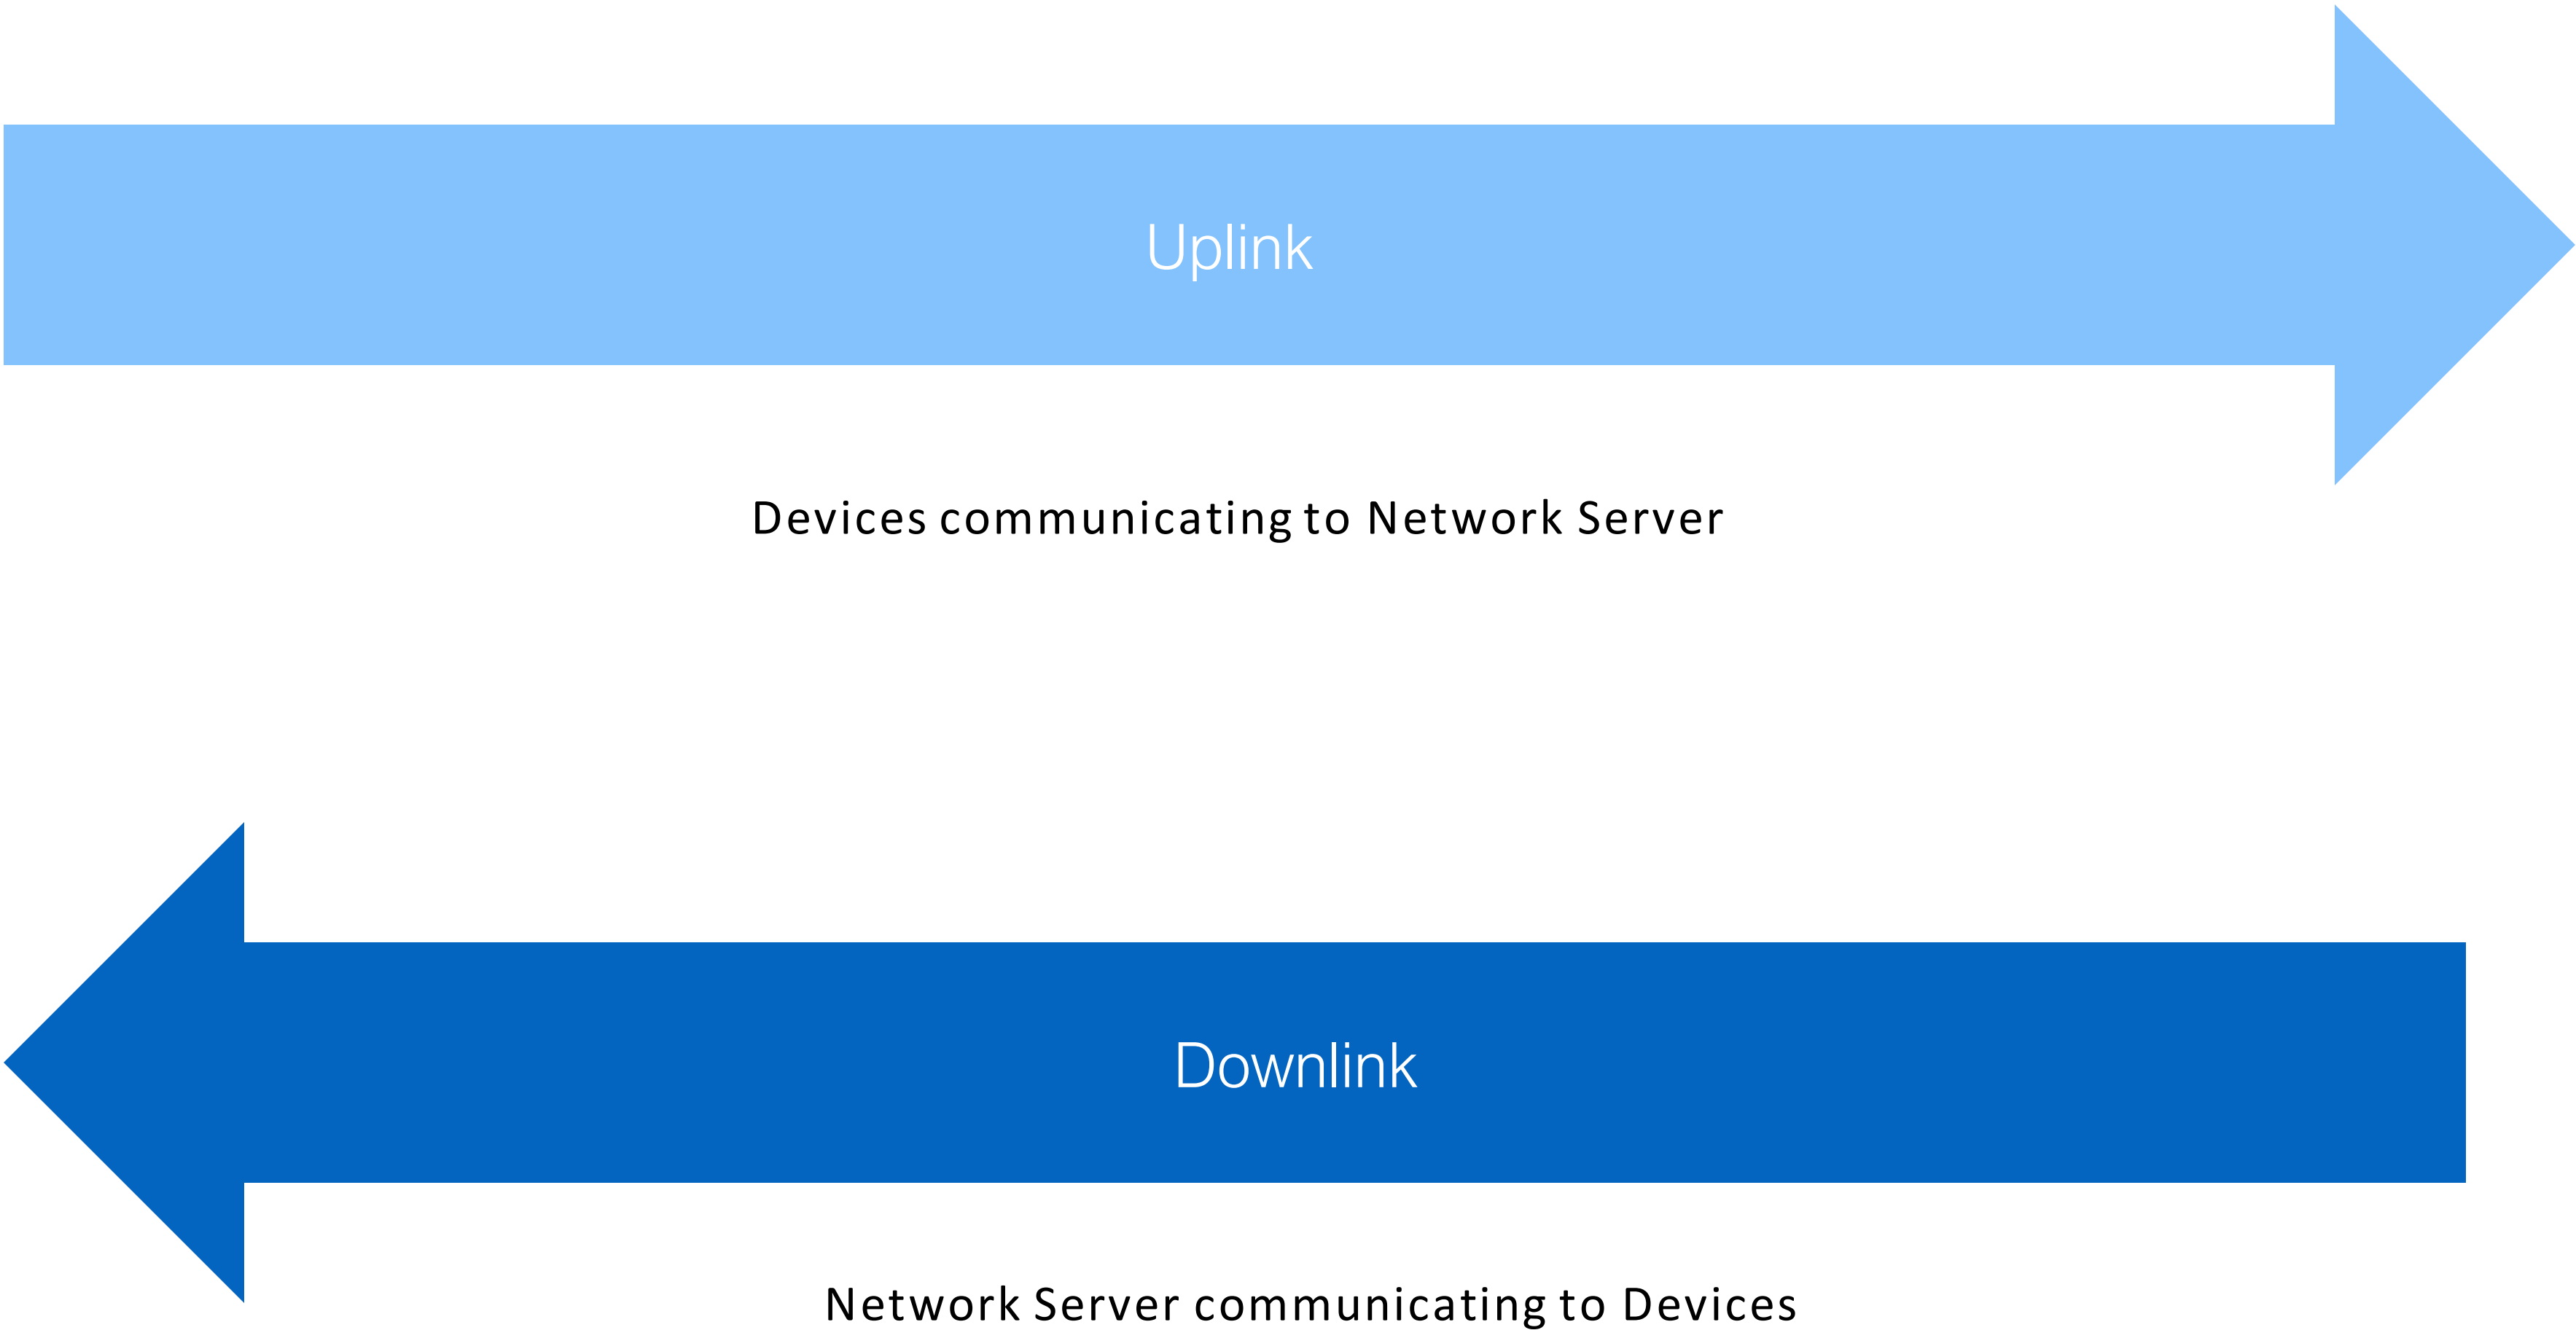 Uplink
Devices communicating to Network Server
Downlink
Network Server communicating to Devices